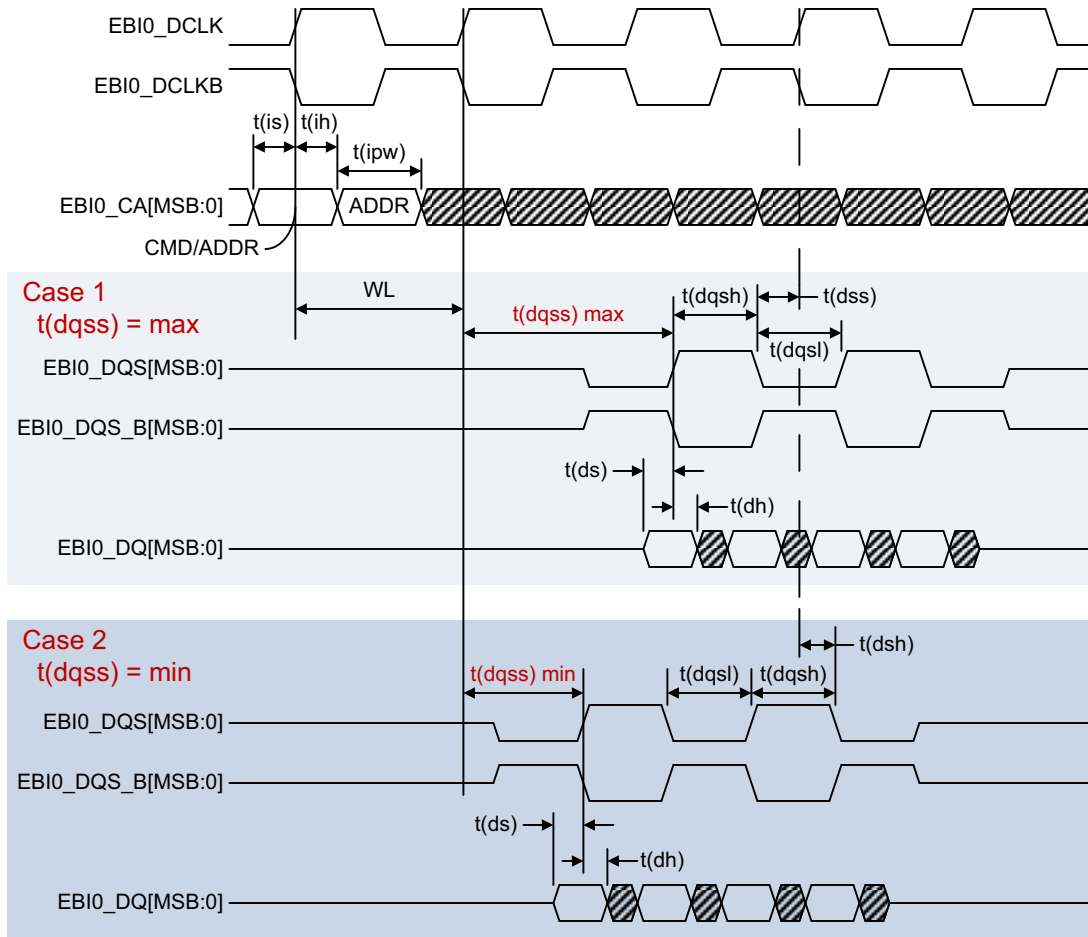 EBI0_DCLK
EBI0_DCLKB
t(is)
t(ih)
t(ipw)
EBI0_CA[MSB:0]
ADDR
CMD/ADDR
Case 1
t(dqss) = max
WL
t(dqss) max
t(dqsh)
t(dss)
t(dqsl)
EBI0_DQS[MSB:0]
EBI0_DQS_B[MSB:0]
t(ds)
t(dh)
EBI0_DQ[MSB:0]
Case 2
t(dqss) = min
t(dsh)
t(dqss) min
t(dqsl)
t(dqsh)
EBI0_DQS[MSB:0]
EBI0_DQS_B[MSB:0]
t(ds)
t(dh)
EBI0_DQ[MSB:0]